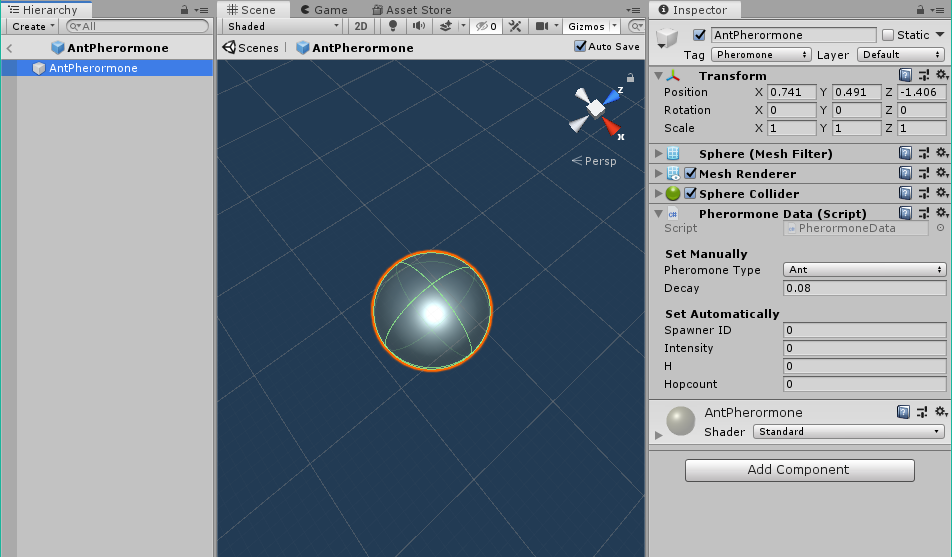 Hierarchy
Create
All
AntPherormone
AntPherormone
Scene
Game
Asset Store
Shaded
2D
0
Gizmos
Scenes
AntPherormone
Auto Save
z
x
Persp
Inspector
AntPherormone
Static
Tag
Pheromone
Layer
Default
Transform
Position X 0.741 Y 0.491 Z -1.406
Rotation X 0 Y 0 Z 0
Scale X 1 Y 1 Z 1
Sphere (Mesh Filter)
Mesh Renderer
Sphere Collider
Pherormone Data (Script)
Script PherormoneData
Set Manually
Pheromone Type Ant
Decay 0.08
Set Automatically
Spawner ID 0
Intensity 0
H 0
Hopcount 0
AntPherormone
Shader Standard
Add Component